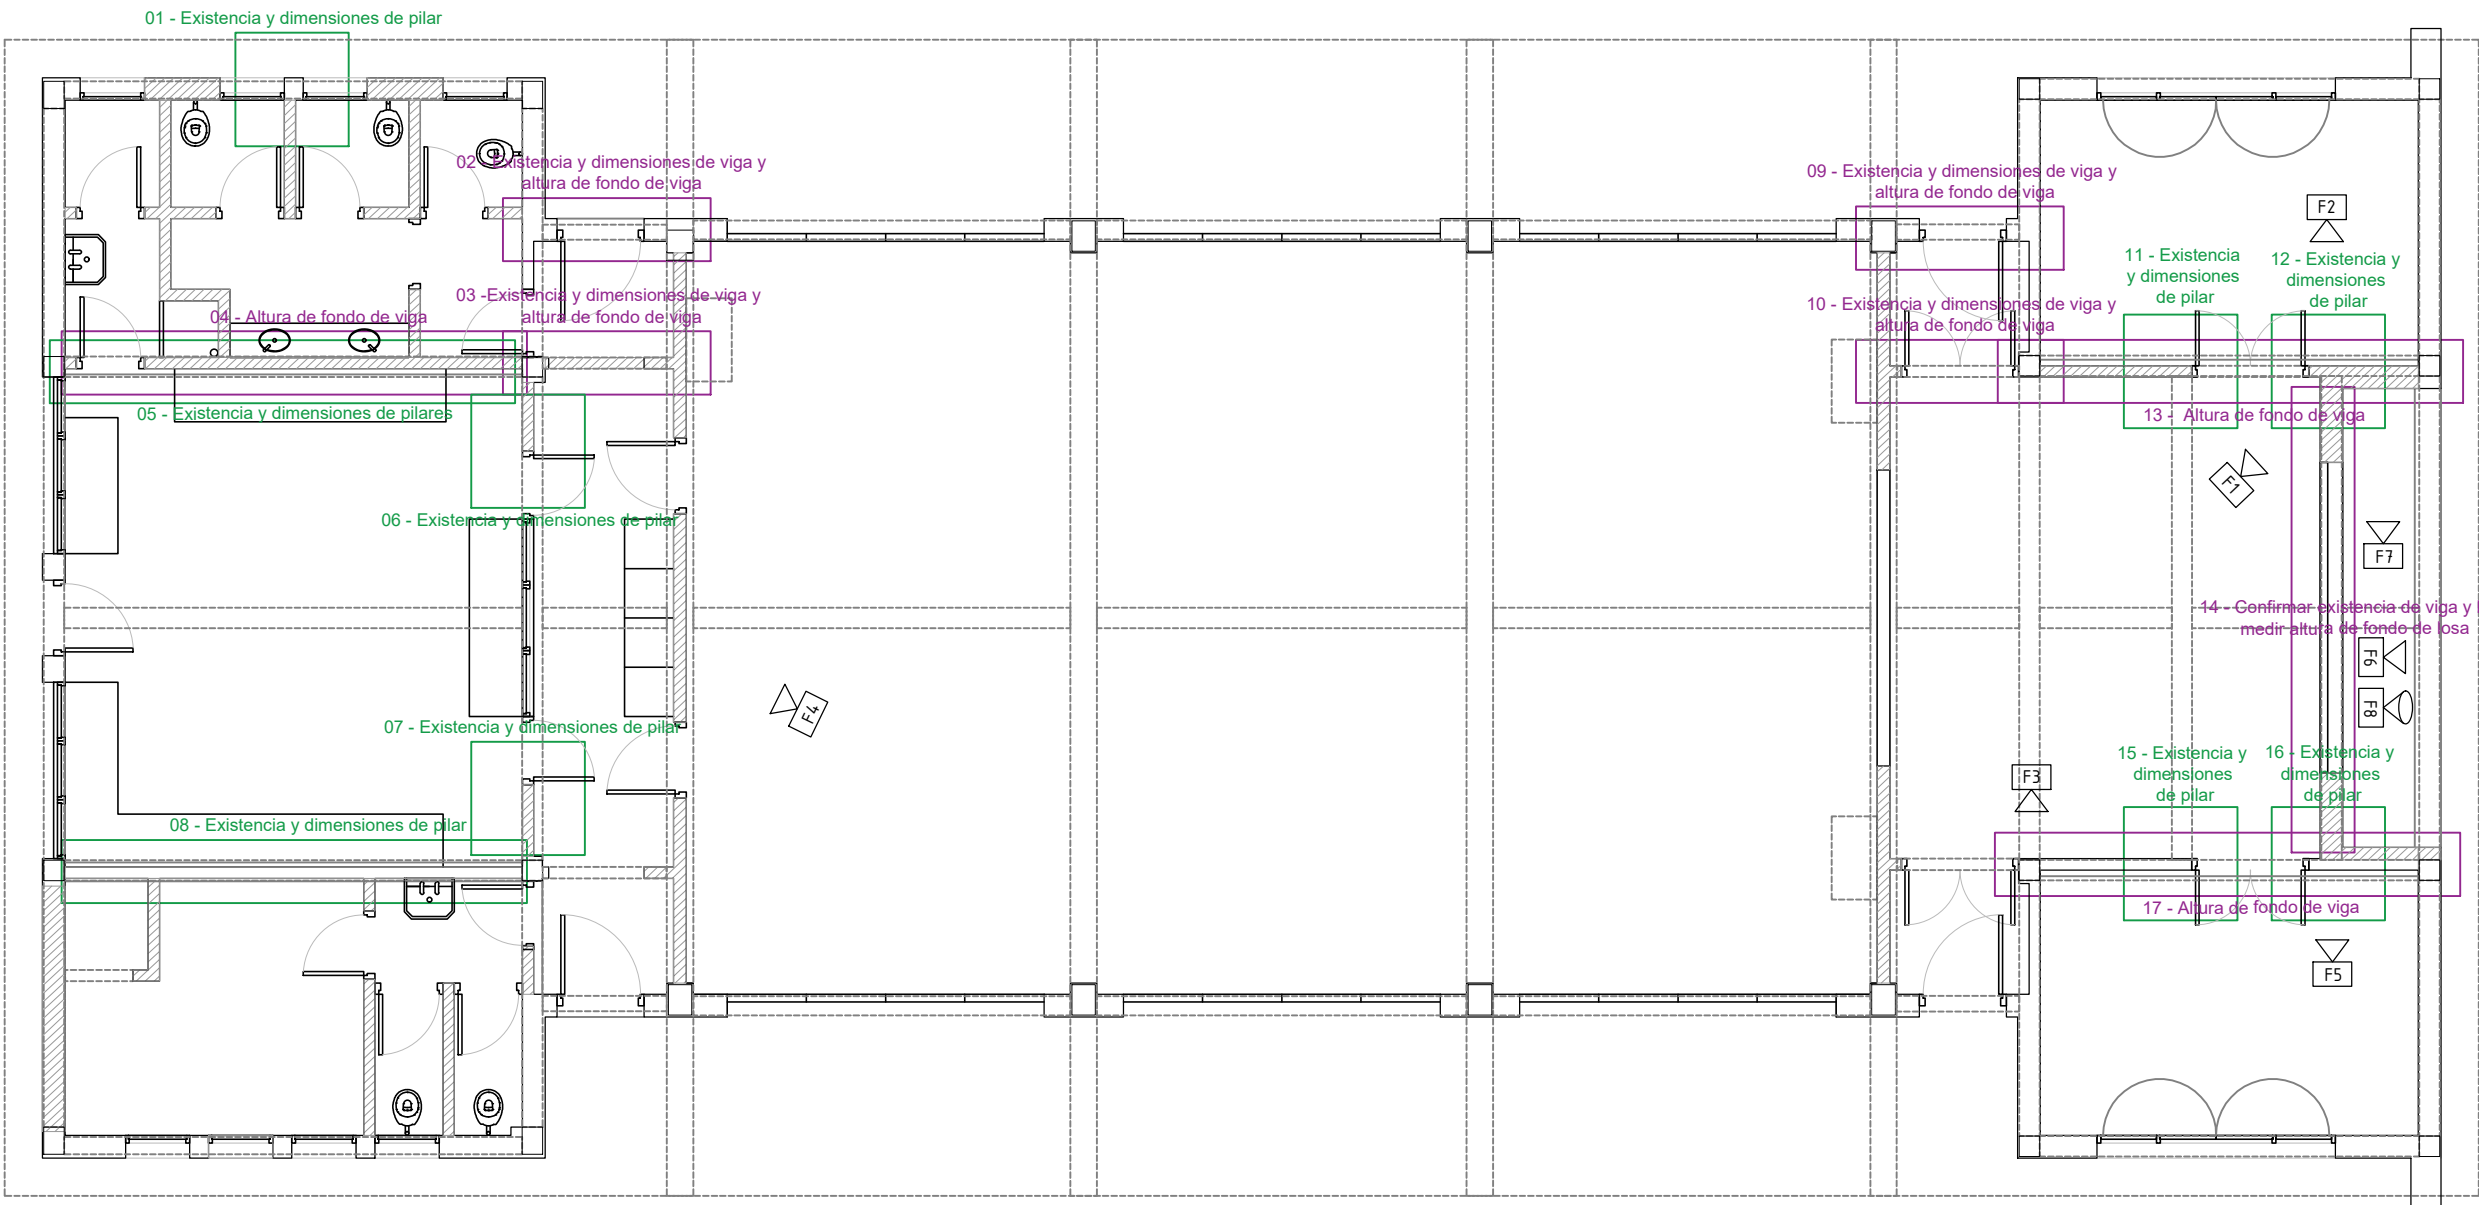 01 - Existencia y dimensiones de pilar
02 - Existencia y dimensiones de viga y
altura de fondo de viga
09 - Existencia y dimensiones de viga y
altura de fondo de viga
F2
11 - Existencia
y dimensiones
de pilar
12 - Existencia y
dimensiones
de pilar
03 -Existencia y dimensiones de viga y
altura de fondo de viga
04 - Altura de fondo de viga
10 - Existencia y dimensiones de viga y
altura de fondo de viga
05 - Existencia y dimensiones de pilares
13 - Altura de fondo de viga
F1
06 - Existencia y dimensiones de pilar
F7
14 - Confirmar existencia de viga y
medir altura de fondo de losa
F6
F8
F4
07 - Existencia y dimensiones de pilar
15 - Existencia y
dimensiones
de pilar
16 - Existencia y
dimensiones
de pilar
F3
08 - Existencia y dimensiones de pilar
17 - Altura de fondo de viga
F5